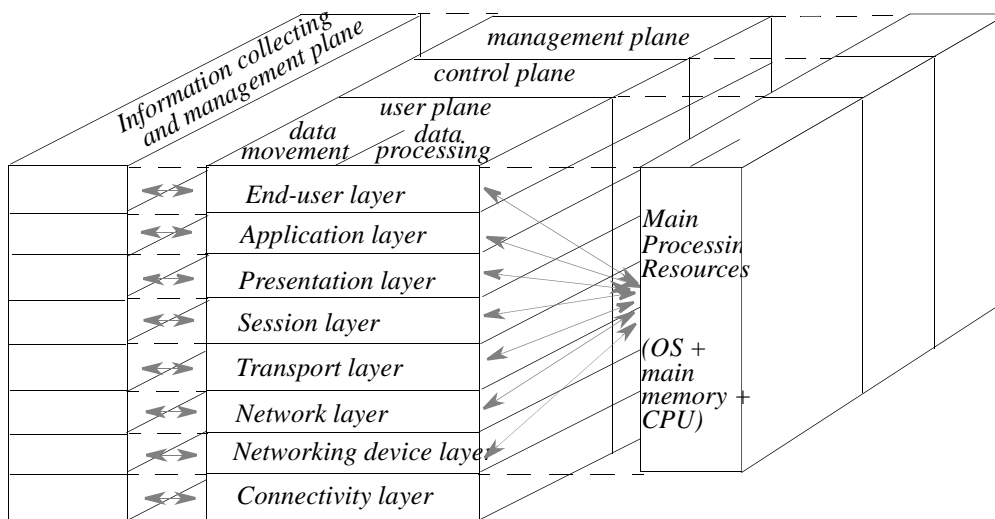 Information collecting
and management plane
management plane
control plane
user plane
data
movement
data
processing
End-user layer
Application layer
Presentation layer
Session layer
Transport layer
Network layer
Networking device layer
Connectivity layer
Main
Processin
Resources
(OS +
main
memory +
CPU)